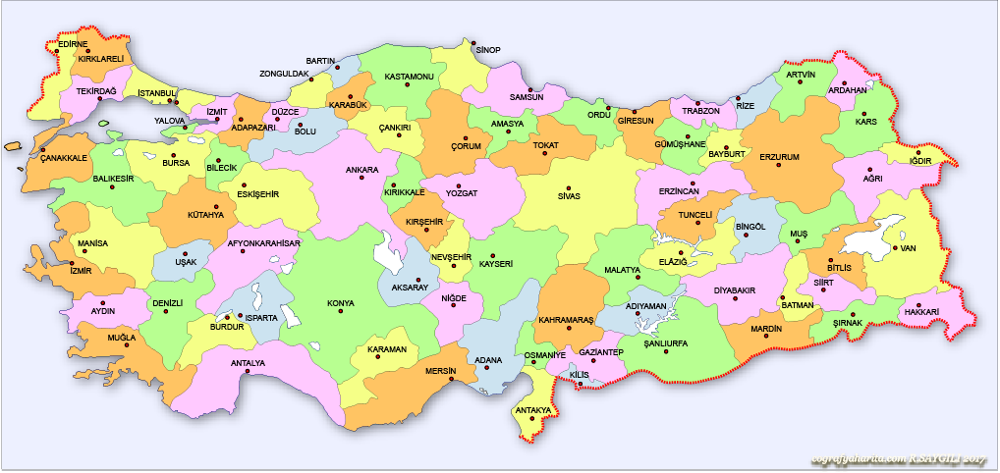 EDİRNE
KIRKLARELİ
TEKİRDAĞ
İSTANBUL
YALOVA
İZMİT
ADAPAZARI
DÜZCE
ZONGULDAK
BARTIN
KARABÜK
BOLU
KASTAMONU
SİNOP
SAMSUN
ÇANKIRI
ÇORUM
AMASYA
TOKAT
ORDU
GİRESUN
TRABZON
RİZE
ARTVİN
ARDAHAN
KARS
GÜMÜŞHANE
BAYBURT
ERZURUM
IĞDIR
AĞRI
ÇANAKKALE
BALIKESİR
BURSA
BİLECİK
ESKİŞEHİR
KÜTAHYA
ANKARA
KIRIKKALE
YOZGAT
SİVAS
ERZİNCAN
TUNCELİ
BİNGÖL
MUŞ
VAN
BİTLİS
MANİSA
İZMİR
UŞAK
AFYONKARAHİSAR
KIRŞEHİR
NEVŞEHİR
KAYSERİ
AKSARAY
NİĞDE
MALATYA
ELÂZIĞ
DİYABAKIR
BATMAN
SİİRT
ŞIRNAK
HAKKARİ
AYDIN
DENİZLİ
MUĞLA
BURDUR
ISPARTA
ANTALYA
KONYA
KARAMAN
MERSİN
ADANA
OSMANİYE
KAHRAMARAŞ
ADIYAMAN
GAZİANTEP
KİLİS
ŞANLIURFA
MARDİN
ANTAKYA
cografyaharita.com R.SAYGILI 2017